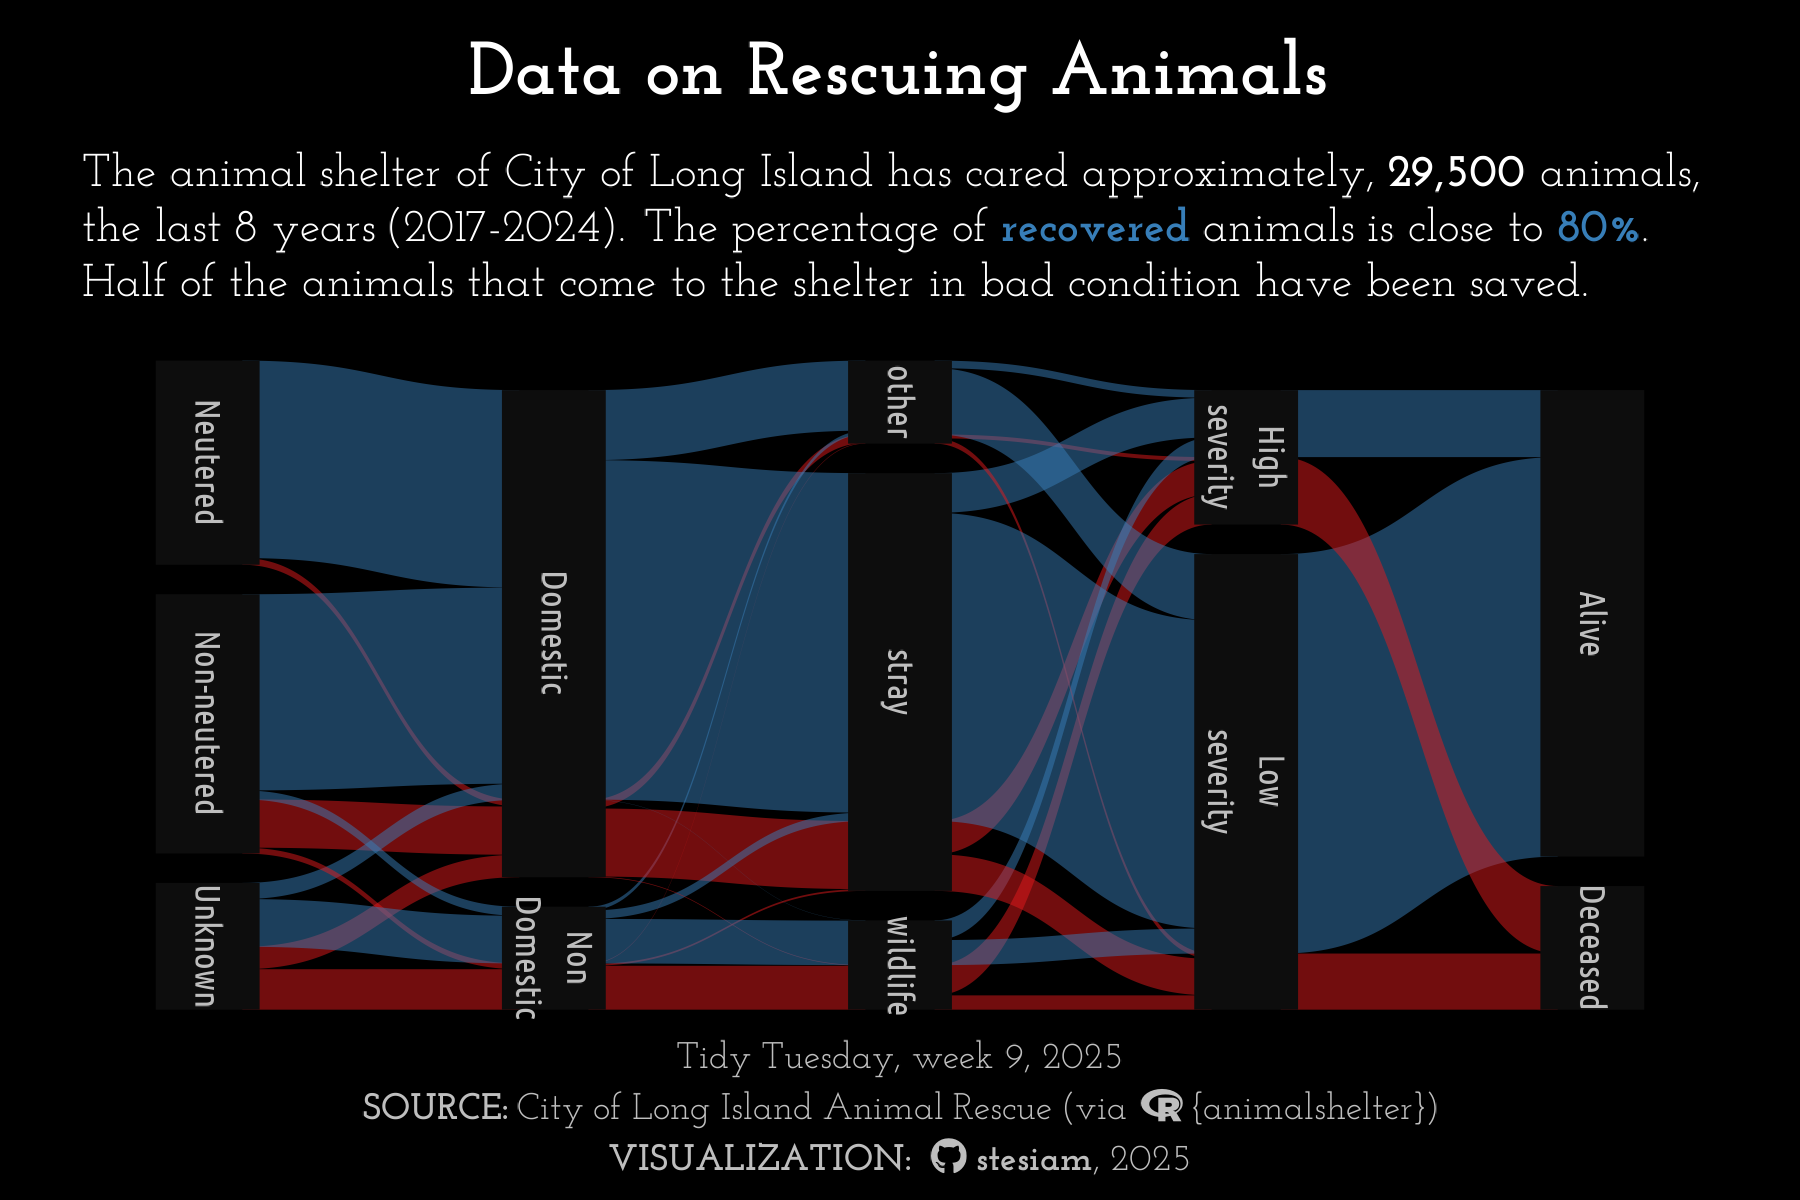 Data on Rescuing Animals
The animal shelter of City of Long Island has cared approximately, 29,500 animals,
the last 8 years (2017-2024). The percentage of recovered animals is close to 80%.
Half of the animals that come to the shelter in bad condition have been saved.
Neutered
Non-neutered
Unknown
Domestic
Non
Domestic
other
stray
wildlife
High
severity
Low
severity
Alive
Deceased
Tidy Tuesday, week 9, 2025
SOURCE: City of Long Island Animal Rescue (via R {animalshelter})
VISUALIZATION: stesiam, 2025